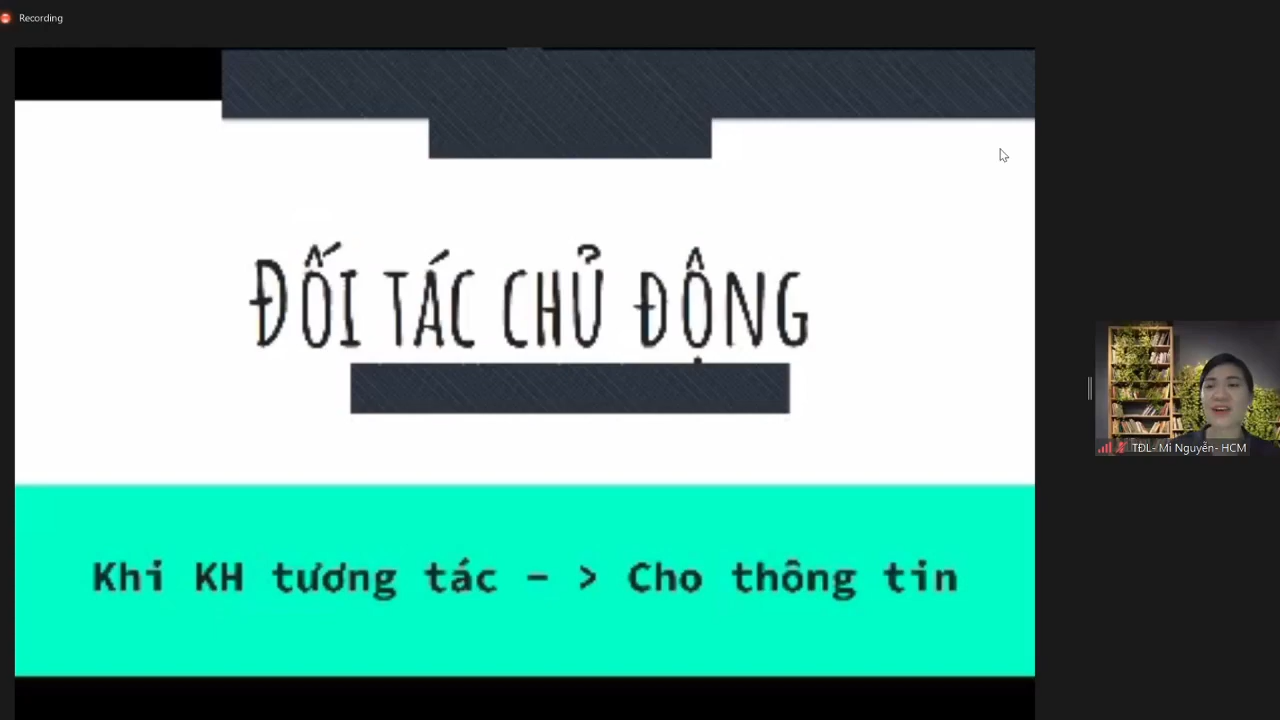 Recording
ĐỐI TÁC CHỦ ĐỘNG
Khi KH tương tác - > Cho thông tin
TĐL- Mi Nguyễn- HCM